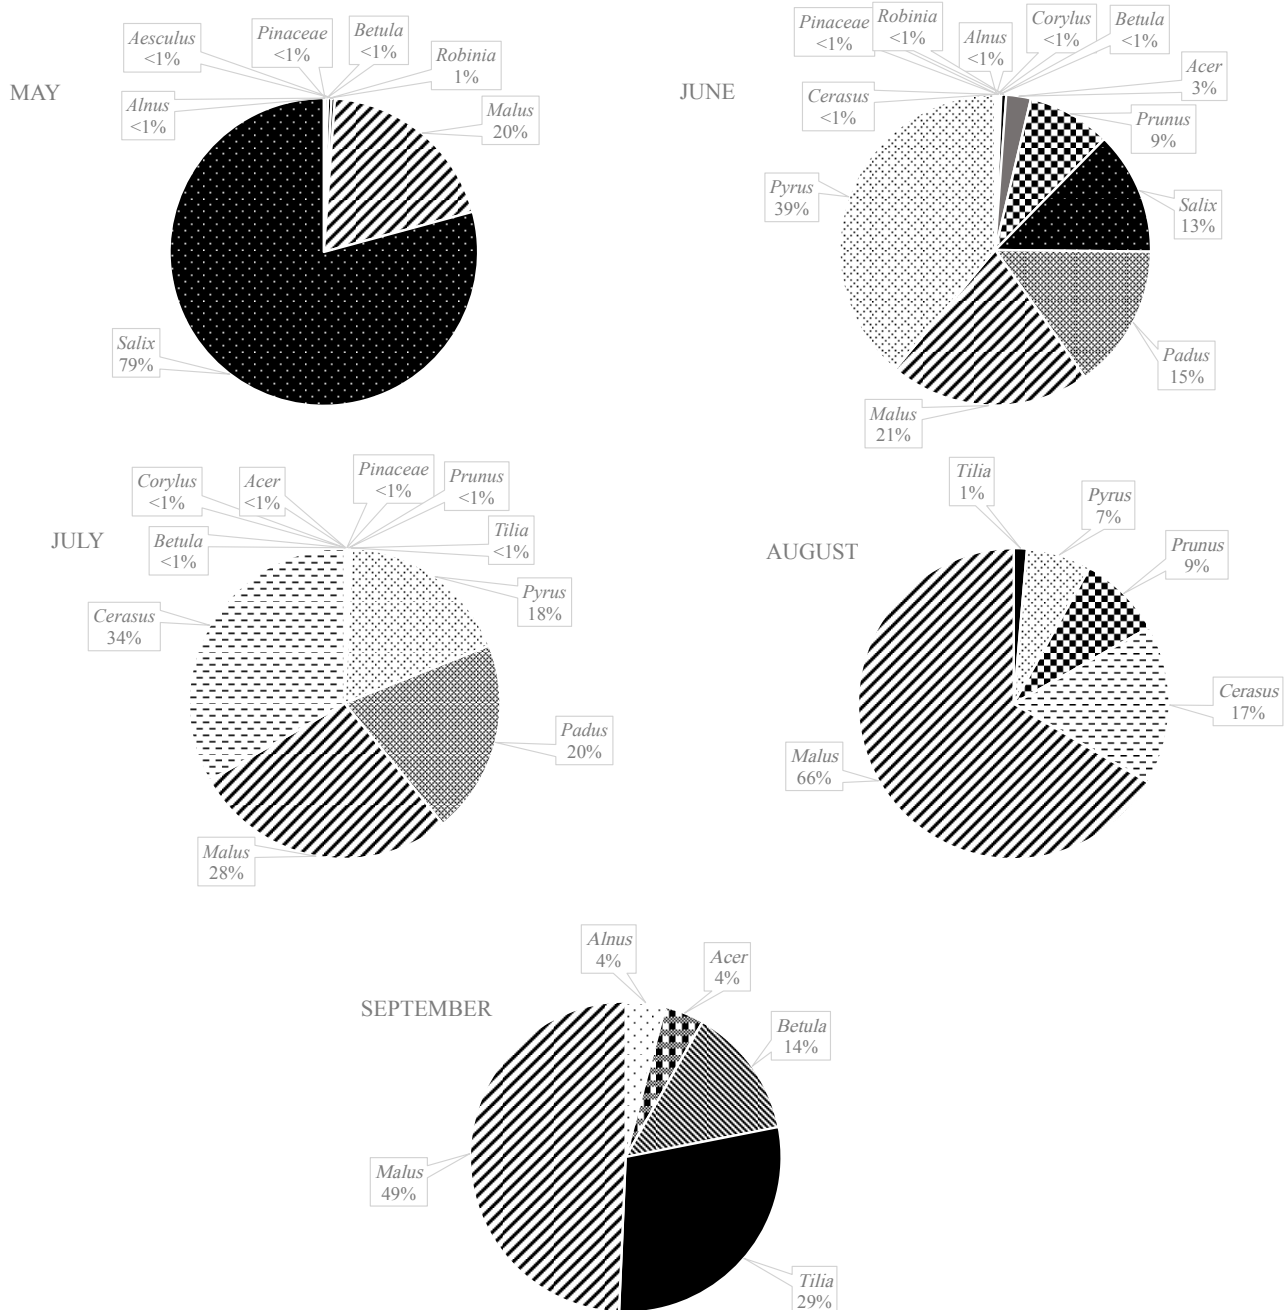 MAY
Aesculus
<1%
Pinaceae
<1%
Betula
<1%
Robinia
1%
Alnus
<1%
Malus
20%
Salix
79%
JUNE
Pinaceae
<1%
Robinia
<1%
Alnus
<1%
Corylus
<1%
Betula
<1%
Acer
3%
Cerasus
<1%
Prunus
9%
Pyrus
39%
Salix
13%
Padus
15%
Malus
21%
JULY
Corylus
<1%
Acer
<1%
Pinaceae
<1%
Prunus
<1%
Betula
<1%
Tilia
<1%
Pyrus
18%
Cerasus
34%
Padus
20%
Malus
28%
AUGUST
Tilia
1%
Pyrus
7%
Prunus
9%
Cerasus
17%
Malus
66%
SEPTEMBER
Alnus
4%
Acer
4%
Betula
14%
Malus
49%
Tilia
29%